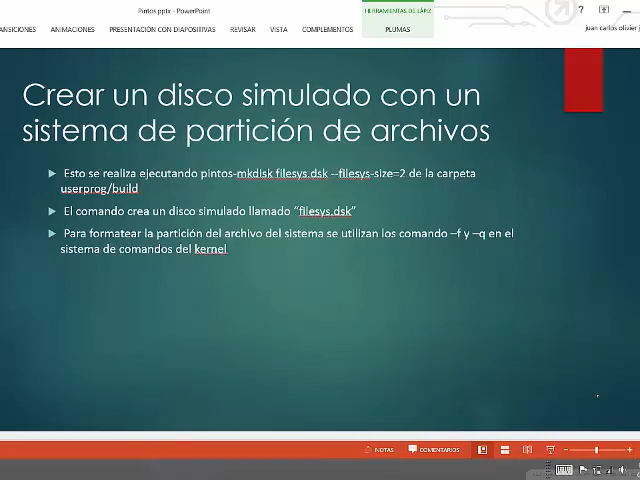 Pintos.pptx - PowerPoint
HERRAMIENTAS DE LÁPIZ
?
ANSICIONES ANIMACIONES PRESENTACIÓN CON DIAPOSITIVAS REVISAR VISTA COMPLEMENTOS PLUMAS juan carlos olivier j
Crear un disco simulado con un
sistema de partición de archivos
Esto se realiza ejecutando pintos-mkdisk filesys.dsk --filesys-size=2 de la carpeta
userprog/build
El comando crea un disco simulado llamado “filesys.dsk”
Para formatear la partición del archivo del sistema se utilizan los comando –f y –q en el
sistema de comandos del kernel
NOTAS COMENTARIOS